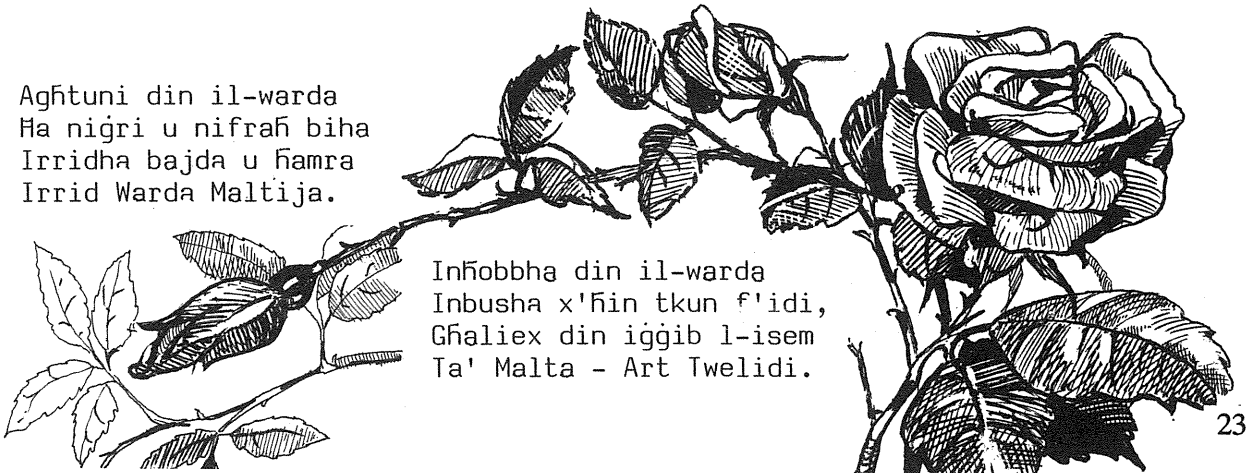 Agħtuni din il-warda
Ħa niġri u nifraħ biha
Irridha bajda u ħamra
Irrid Warda Maltija.
Inħobbha din il-warda
Inbusha x'ħin tkun f'idi,
Għaliex din iġġib l-isem
Ta' Malta - Art Twelidi.
23